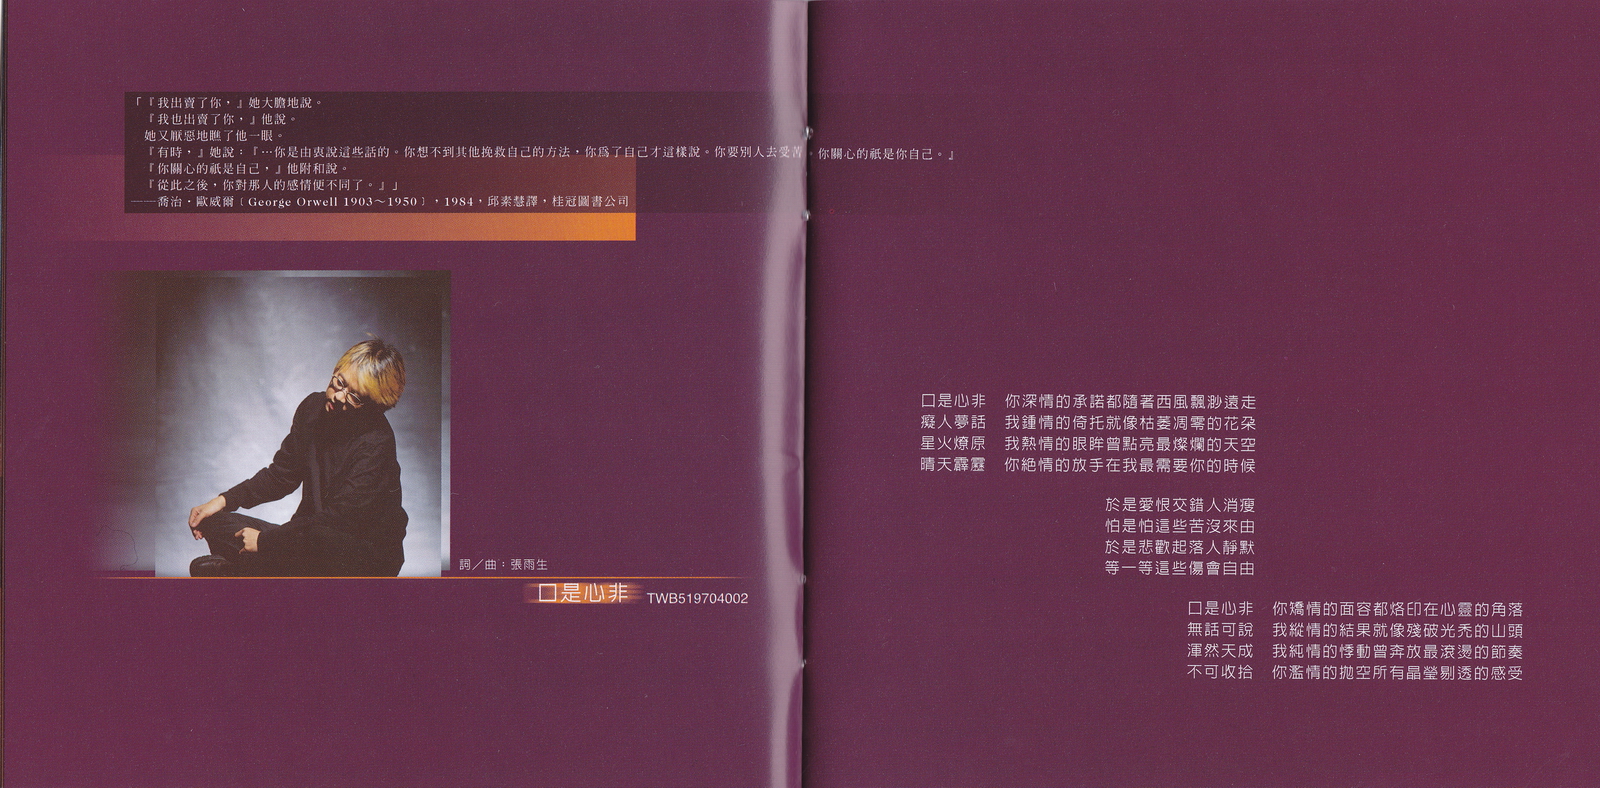 「『我出賣了你，』她大膽地說。
『我也出賣了你，』他說。
她又厭惡地瞧了他一眼。
『有時，』她說：『…你是由衷說這些話的。你想不到其他挽救自己的方法，你爲了自己才這樣說。你要別人去受苦。你關心的祇是你自己。』
『你關心的祇是自己，』他附和說。
『從此之後，你對那人的感情便不同了。』」
——喬治·歐威爾〔George Orwell 1903～1950〕，1984，邱素慧譯，桂冠圖書公司
詞／曲：張雨生
口是心非 TWB519704002
口是心非 你深情的承諾都隨著西風飄渺遠走
癡人夢話 我鍾情的倚托就像枯萎凋零的花朵
星火燎原 我熱情的眼眸曾點亮最燦爛的天空
晴天霹靂 你絕情的放手在我最需要你的時候
於是愛恨交錯人消瘦
怕是怕這些苦沒來由
於是悲歡起落人靜默
等一等這些傷會自由
口是心非 你矯情的面容都烙印在心靈的角落
無話可說 我縱情的結果就像殘破光禿的山頭
渾然天成 我純情的悸動曾奔放最滾燙的節奏
不可收拾 你濫情的拋空所有晶瑩剔透的感受